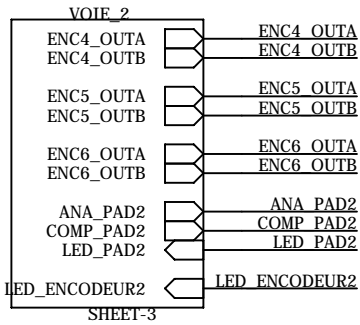 VOIE_2
ENC4_OUTA ENC4_OUTA
ENC4_OUTB ENC4_OUTB
ENC5_OUTA ENC5_OUTA
ENC5_OUTB ENC5_OUTB
ENC6_OUTA ENC6_OUTA
ENC6_OUTB ENC6_OUTB
ANA_PAD2 ANA_PAD2
COMP_PAD2 COMP_PAD2
LED_PAD2 LED_PAD2
LED_ENCODEUR2 LED_ENCODEUR2
SHEET-3